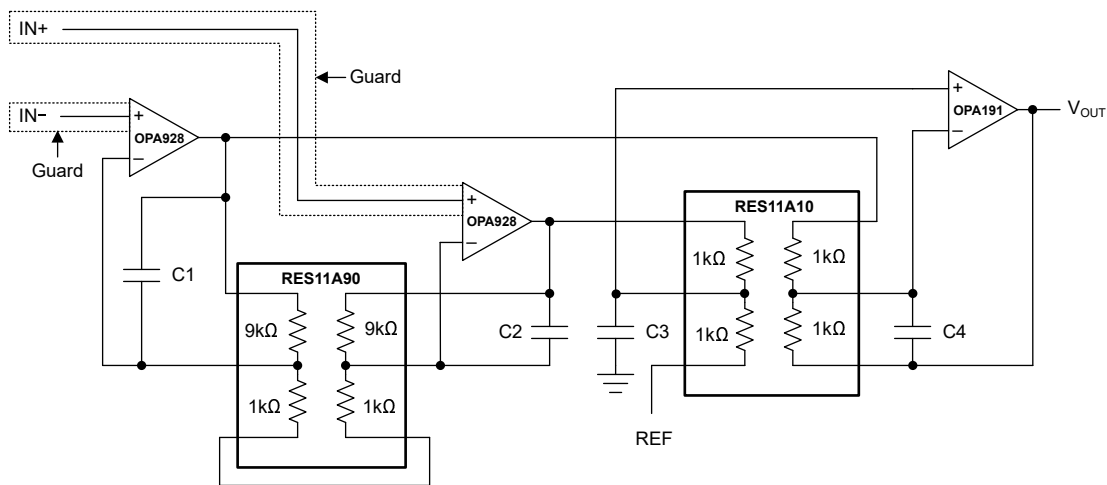 IN+
Guard
IN−
+
OPA928
−
Guard
+
OPA191
−
VOUT
+
OPA928
−
RES11A10
1kΩ
1kΩ
1kΩ
1kΩ
C1
RES11A90
9kΩ
9kΩ
1kΩ
1kΩ
C2
C3
C4
REF